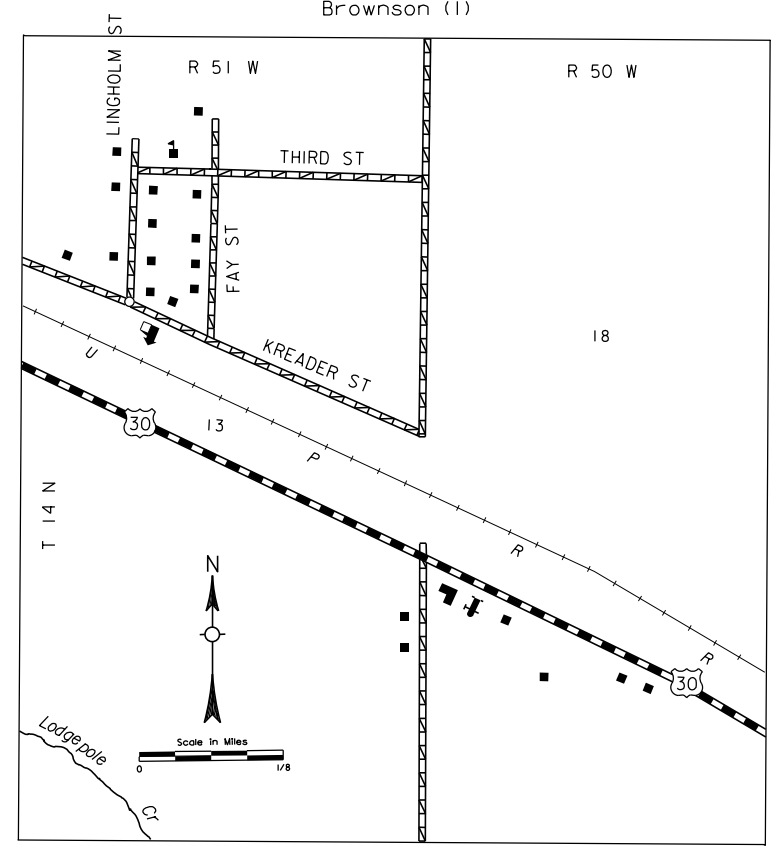 Brownson (1)
LINGHOLM ST
R 51 W
R 50 W
THIRD ST
FAY ST
KREADER ST
18
U
30
13
P
T 14 N
R
N
R
30
Lodgepole
Scale in Miles
0 1/8
Cr